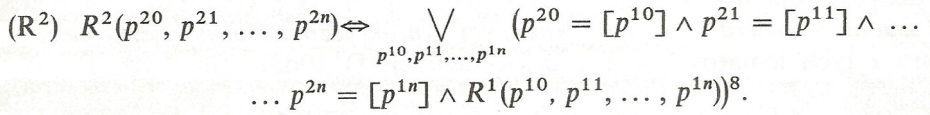 (R²) R²(p²⁰, p²¹, …, p²ⁿ)⇔ ⋁ (p²⁰ = [p¹⁰] ∧ p²¹ = [p¹¹] ∧ …
p¹⁰,p¹¹,…,p¹ⁿ
… p²ⁿ = [p¹ⁿ] ∧ R¹(p¹⁰, p¹¹, …, p¹ⁿ))⁸.